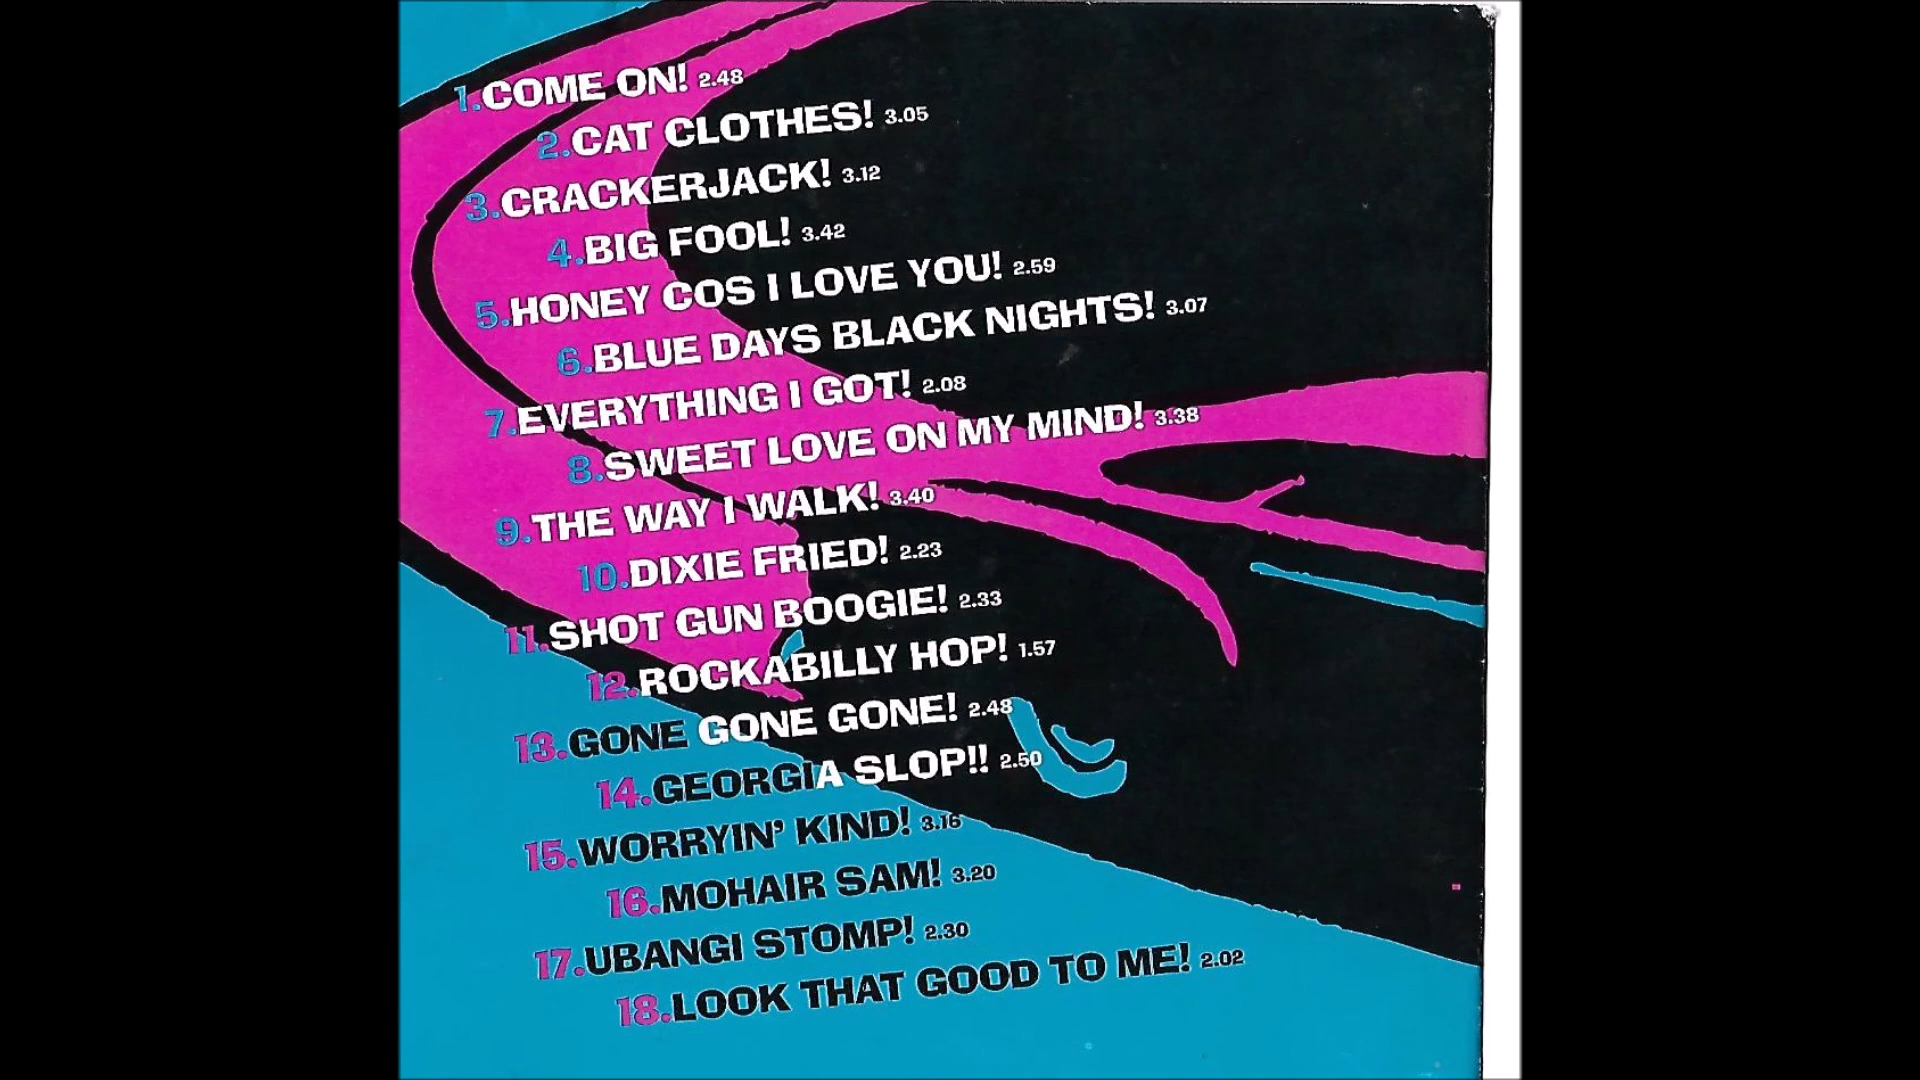 1.COME ON! 2.48
2.CAT CLOTHES! 3.05
3.CRACKERJACK! 3.12
4.BIG FOOL! 3.42
5.HONEY COS I LOVE YOU! 2.59
6.BLUE DAYS BLACK NIGHTS! 3.07
7.EVERYTHING I GOT! 2.08
8.SWEET LOVE ON MY MIND! 3.38
9.THE WAY I WALK! 3.40
10.DIXIE FRIED! 2.23
11.SHOT GUN BOOGIE! 2.33
12.ROCKABILLY HOP! 1.57
13.GONE GONE GONE! 2.48
14.GEORGIA SLOP!! 2.50
15.WORRYIN' KIND! 3.16
16.MOHAIR SAM! 3.20
17.UBANGI STOMP! 2.30
18.LOOK THAT GOOD TO ME! 2.02